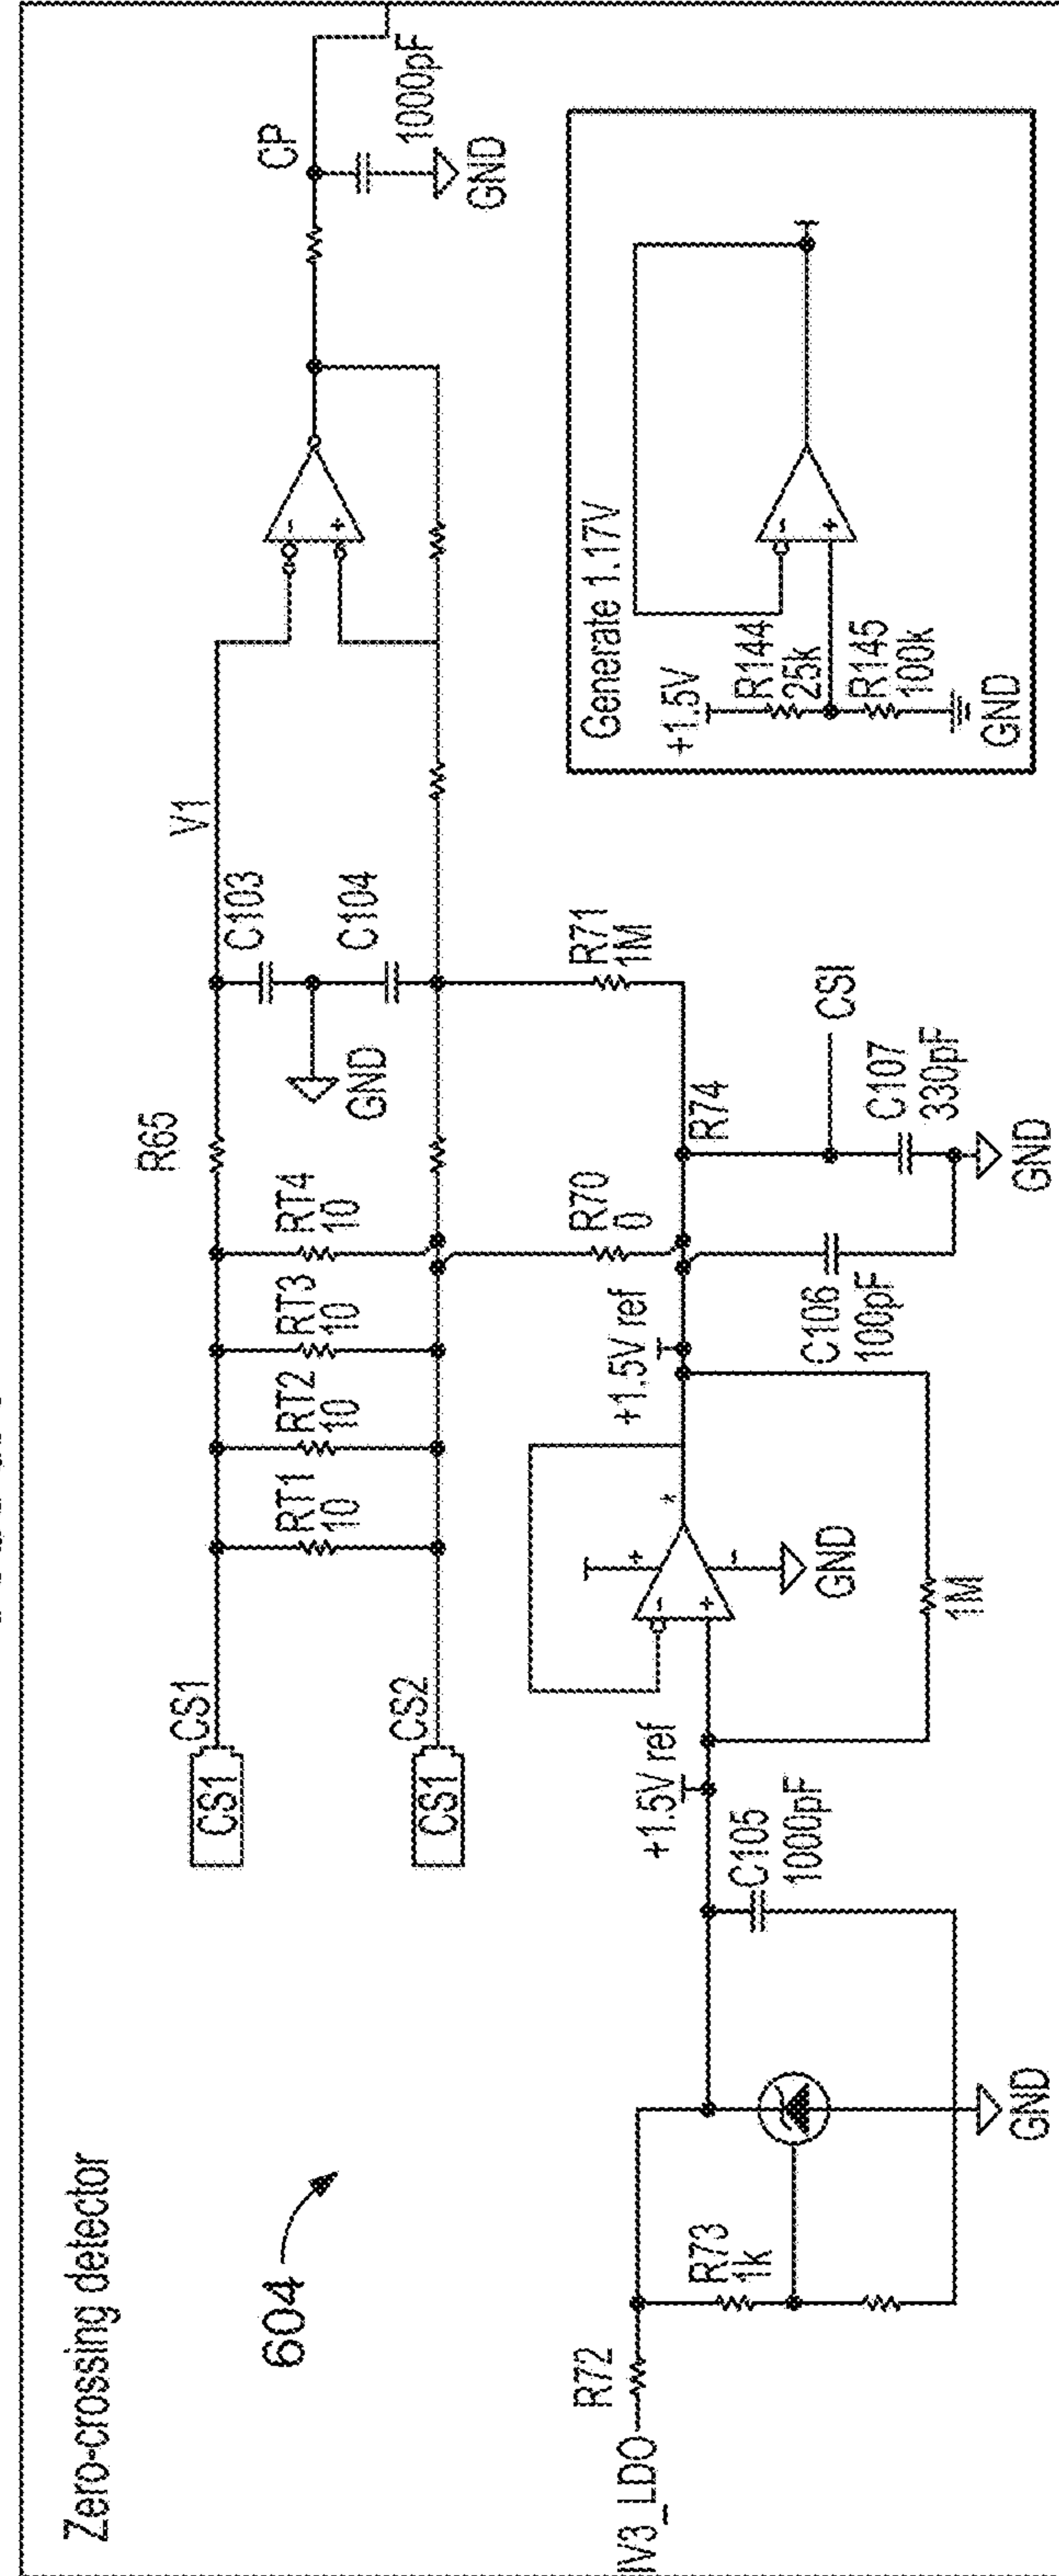 Zero-crossing detector
604
CS1
CS1
CS2
CS1
RT1
10
RT2
10
RT3
10
RT4
10
R65
C103
C104
GND
V1
-
+
CP
1000pF
GND
R70
0
R71
1M
R74
CSI
C106
100pF
C107
330pF
GND
+1.5V ref
+1.5V ref
-
+
+
-
*
GND
1M
C105
1000pF
R72
IV3_LDO
R73
1k
GND
Generate 1.17V
+1.5V
R144
25k
R145
100k
GND
-
+